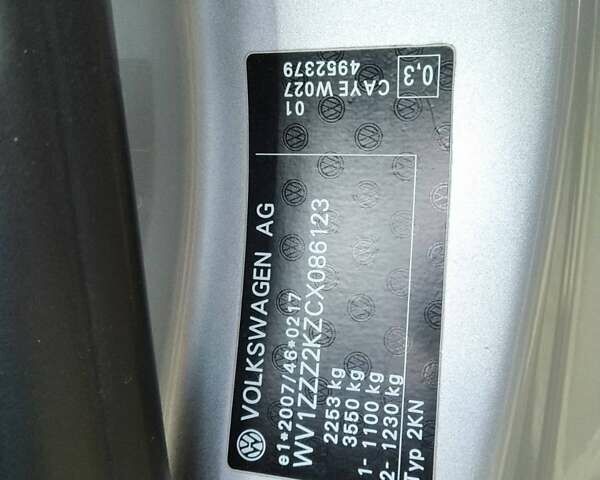 VOLKSWAGEN AG
e1*2007/46*0217
WV1ZZZ2KZCX086123
2253 kg
3550 kg
1- 1100 kg
2- 1230 kg
Typ 2KN
01
CAYE W027
4952379
0,3